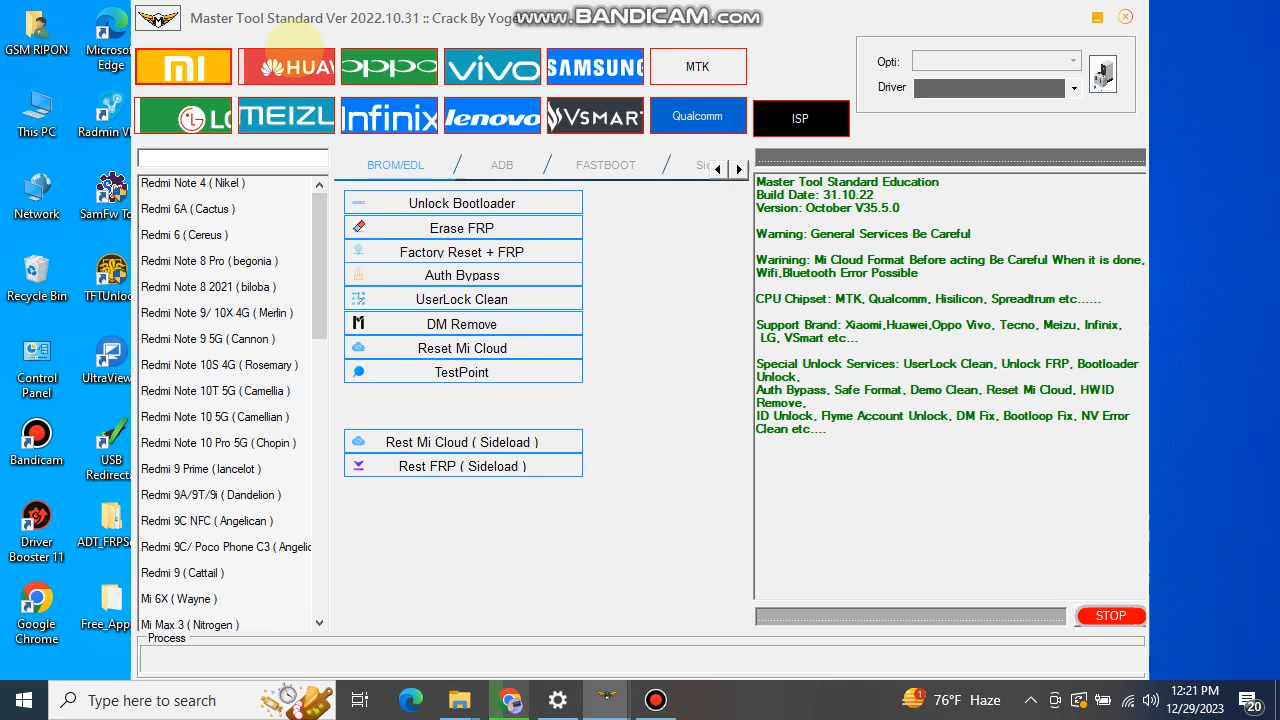 GSM RIPON
Microsoft Edge
This PC
Radmin V
Network
SamFw To
Recycle Bin
TFTUnlo
Control Panel
UltraView
Bandicam
USB Redirect
Driver Booster 11
ADT_FRPS
Google Chrome
Free_App
Master Tool Standard Ver 2022.10.31 :: Crack By Yoge
www.BANDICAM.com
mi
HUAW
oppo
vivo
SAMSUNG
MTK
LG
MEIZU
Infinix
lenovo
VSMART
Qualcomm
ISP
Opti:
Driver
BROM/EDL
ADB
FASTBOOT
Redmi Note 4 ( Nikel )
Redmi 6A ( Cactus )
Redmi 6 ( Cereus )
Redmi Note 8 Pro ( begonia )
Redmi Note 8 2021 ( biloba )
Redmi Note 9/ 10X 4G ( Merlin )
Redmi Note 9 5G ( Cannon )
Redmi Note 10S 4G ( Rosemary )
Redmi Note 10T 5G ( Camellia )
Redmi Note 10 5G ( Camellian )
Redmi Note 10 Pro 5G ( Chopin )
Redmi 9 Prime ( lancelot )
Redmi 9A/9T/9i ( Dandelion )
Redmi 9C NFC ( Angelican )
Redmi 9C/ Poco Phone C3 ( Angelic
Redmi 9 ( Cattail )
Mi 6X ( Wayne )
Mi Max 3 ( Nitrogen )
Unlock Bootloader
Erase FRP
Factory Reset + FRP
Auth Bypass
UserLock Clean
DM Remove
Reset Mi Cloud
TestPoint
Rest Mi Cloud ( Sideload )
Rest FRP ( Sideload )
Master Tool Standard Education
Build Date: 31.10.22
Version: October V35.5.0
Warning: General Services Be Careful
Warining: Mi Cloud Format Before acting Be Careful When it is done,
Wifi,Bluetooth Error Possible
CPU Chipset: MTK, Qualcomm, Hisilicon, Spreadtrum etc......
Support Brand: Xiaomi,Huawei,Oppo Vivo, Tecno, Meizu, Infinix,
LG, VSmart etc...
Special Unlock Services: UserLock Clean, Unlock FRP, Bootloader
Unlock,
Auth Bypass, Safe Format, Demo Clean, Reset Mi Cloud, HWID
Remove,
ID Unlock, Flyme Account Unlock, DM Fix, Bootloop Fix, NV Error
Clean etc....
STOP
Process
Type here to search
76°F Haze
12:21 PM
12/29/2023
20